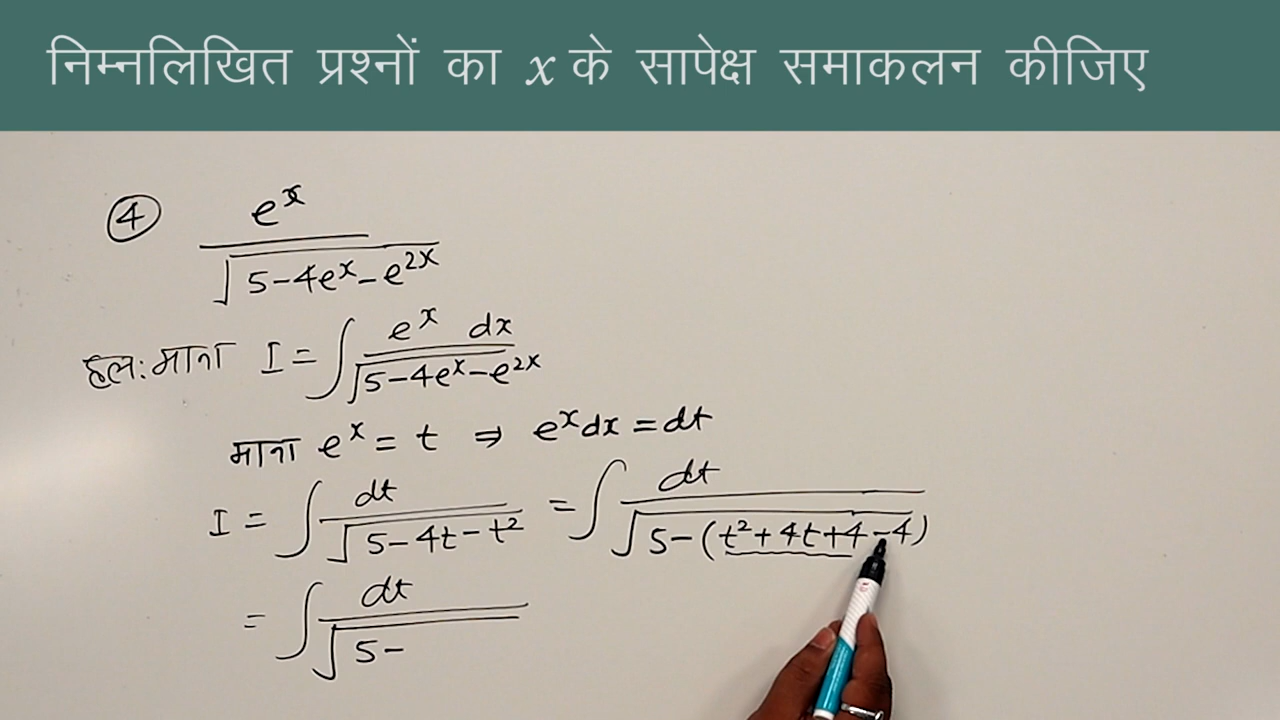 निम्नलिखित प्रश्नों का x के सापेक्ष समाकलन कीजिए
④ e^x / √(5-4e^x-e^{2x})
हल: माना I = ∫ e^x dx / √(5-4e^x-e^{2x})
माना e^x = t ⇒ e^x dx = dt
I = ∫ dt / √(5-4t-t²) = ∫ dt / √(5-(t²+4t+4-4))
= ∫ dt / √(5-